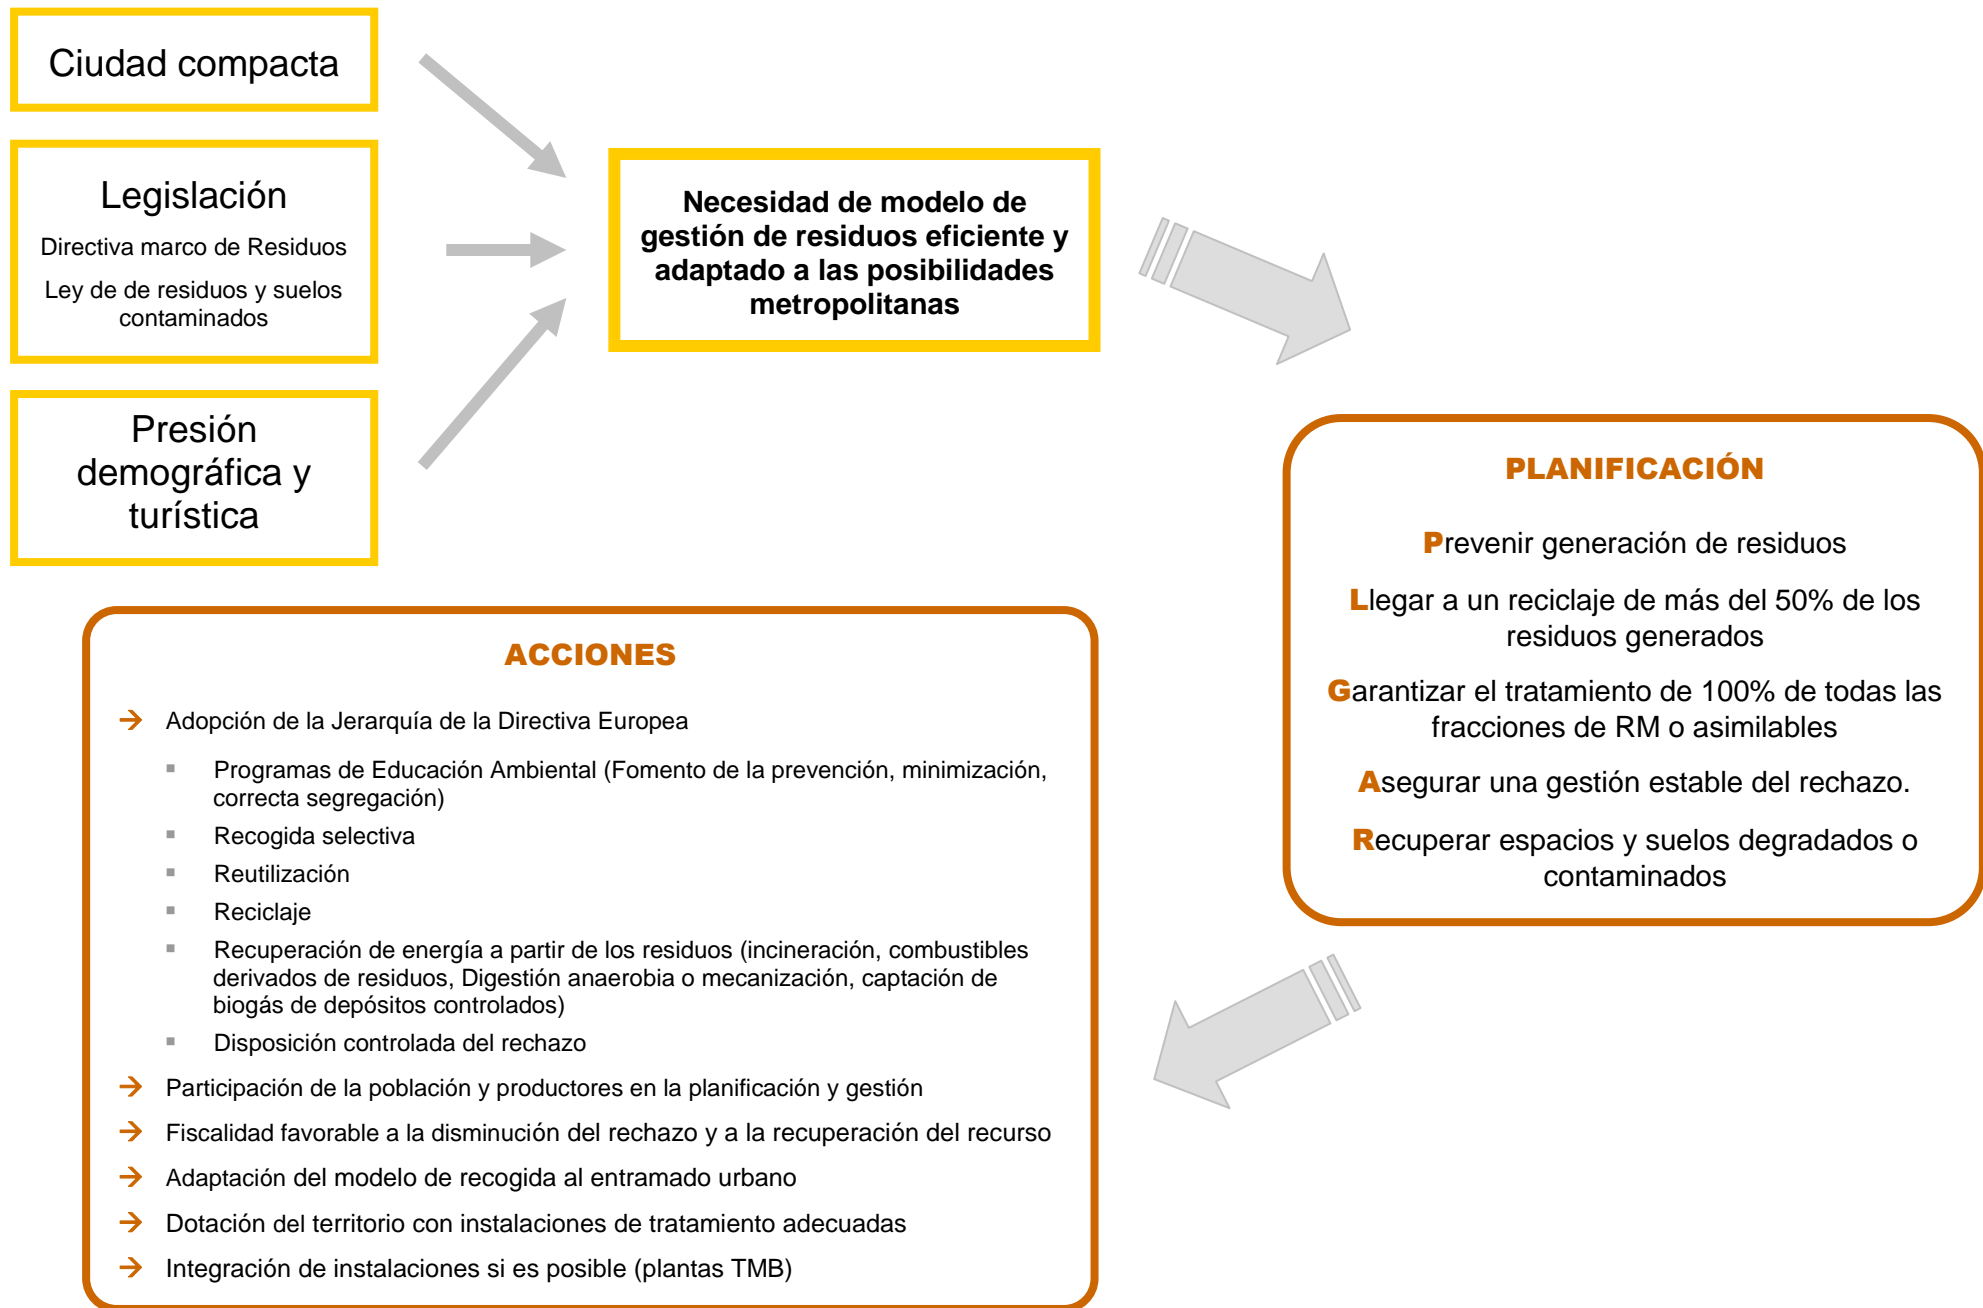 Ciudad compacta
Legislación
Directiva marco de Residuos
Ley de de residuos y suelos
contaminados
Presión
demográfica y
turística
Necesidad de modelo de
gestión de residuos eficiente y
adaptado a las posibilidades
metropolitanas
PLANIFICACIÓN
Prevenir generación de residuos
Llegar a un reciclaje de más del 50% de los
residuos generados
Garantizar el tratamiento de 100% de todas las
fracciones de RM o asimilables
Asegurar una gestión estable del rechazo.
Recuperar espacios y suelos degradados o
contaminados
ACCIONES
→ Adopción de la Jerarquía de la Directiva Europea
▪ Programas de Educación Ambiental (Fomento de la prevención, minimización,
correcta segregación)
▪ Recogida selectiva
▪ Reutilización
▪ Reciclaje
▪ Recuperación de energía a partir de los residuos (incineración, combustibles
derivados de residuos, Digestión anaerobia o mecanización, captación de
biogás de depósitos controlados)
▪ Disposición controlada del rechazo
→ Participación de la población y productores en la planificación y gestión
→ Fiscalidad favorable a la disminución del rechazo y a la recuperación del recurso
→ Adaptación del modelo de recogida al entramado urbano
→ Dotación del territorio con instalaciones de tratamiento adecuadas
→ Integración de instalaciones si es posible (plantas TMB)